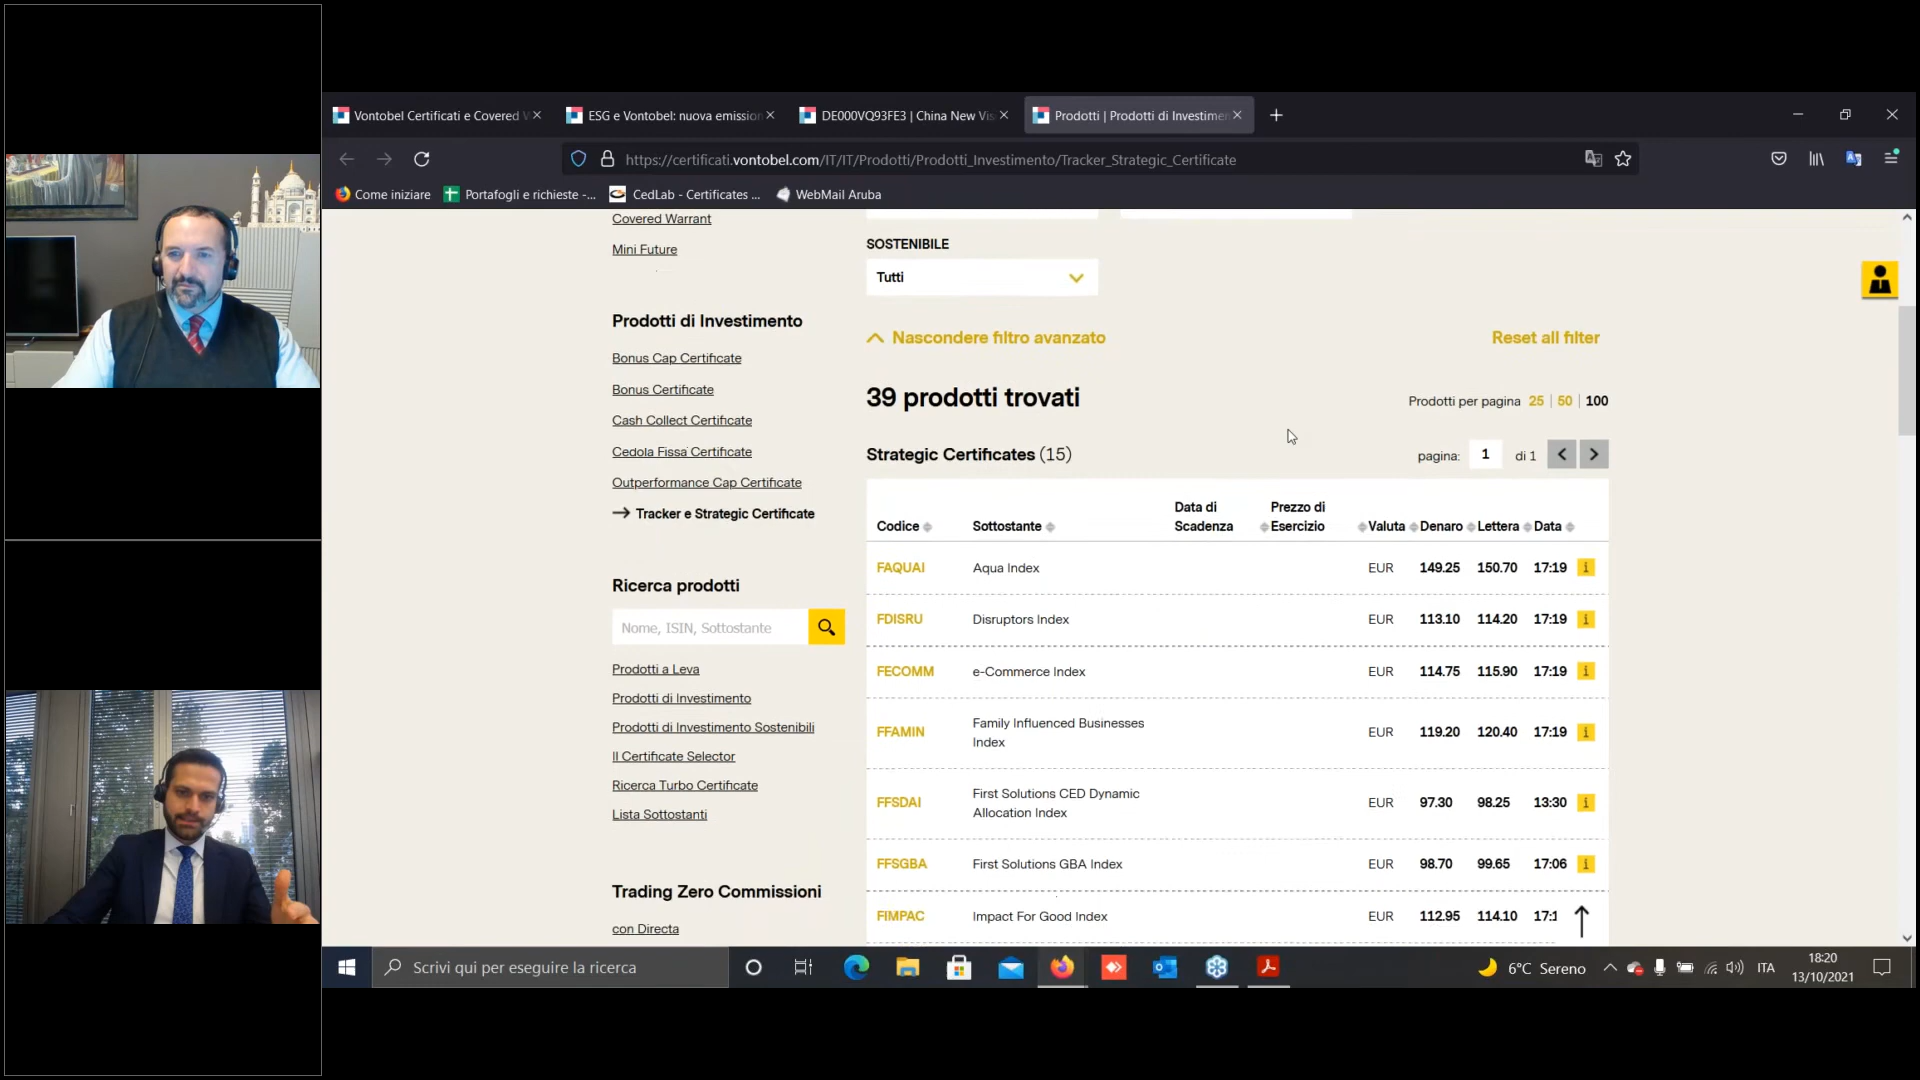 Vontobel Certificati e Covered W
ESG e Vontobel: nuova emission
DE000VQ93FE3 | China New Vis
Prodotti | Prodotti di Investimen
https://certificati.vontobel.com/IT/IT/Prodotti/Prodotti_Investimento/Tracker_Strategic_Certificate
Come iniziare
Portafogli e richieste -...
CedLab - Certificates ...
WebMail Aruba
Covered Warrant
Mini Future
Prodotti di Investimento
Bonus Cap Certificate
Bonus Certificate
Cash Collect Certificate
Cedola Fissa Certificate
Outperformance Cap Certificate
Tracker e Strategic Certificate
Ricerca prodotti
Nome, ISIN, Sottostante
Prodotti a Leva
Prodotti di Investimento
Prodotti di Investimento Sostenibili
Il Certificate Selector
Ricerca Turbo Certificate
Lista Sottostanti
Trading Zero Commissioni
con Directa
SOSTENIBILE
Tutti
Nascondere filtro avanzato
Reset all filter
39 prodotti trovati
Prodotti per pagina 25 | 50 | 100
Strategic Certificates (15)
pagina: 1 di 1
Codice Sottostante Data di Scadenza Prezzo di Esercizio Valuta Denaro Lettera Data
FAQUAI Aqua Index EUR 149.25 150.70 17:19 i
FDISRU Disruptors Index EUR 113.10 114.20 17:19 i
FECOMM e-Commerce Index EUR 114.75 115.90 17:19 i
FFAMIN Family Influenced Businesses Index EUR 119.20 120.40 17:19 i
FFSDAI First Solutions CED Dynamic Allocation Index EUR 97.30 98.25 13:30 i
FFSGBA First Solutions GBA Index EUR 98.70 99.65 17:06 i
FIMPAC Impact For Good Index EUR 112.95 114.10 17:1
Scrivi qui per eseguire la ricerca
6°C Sereno
ITA
18:20
13/10/2021